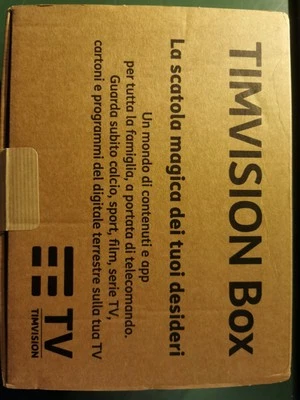 TIMVISION Box
La scatola magica dei tuoi desideri
Un mondo di contenuti e app
per tutta la famiglia, a portata di telecomando.
Guarda subito calcio, sport, film, serie TV,
cartoni e programmi del digitale terrestre sulla tua TV
TV
TIMVISION